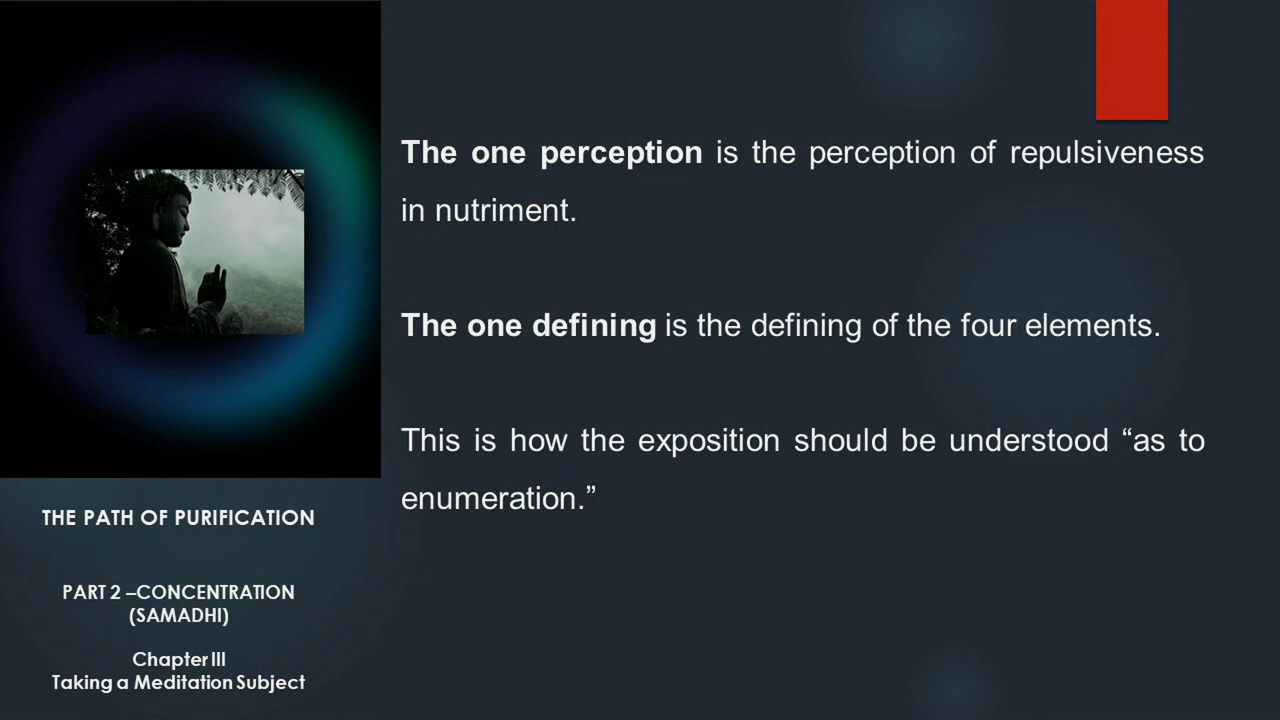 The one perception is the perception of repulsiveness
in nutriment.
The one defining is the defining of the four elements.
This is how the exposition should be understood “as to
enumeration.”
THE PATH OF PURIFICATION
PART 2 –CONCENTRATION
(SAMADHI)
Chapter III
Taking a Meditation Subject